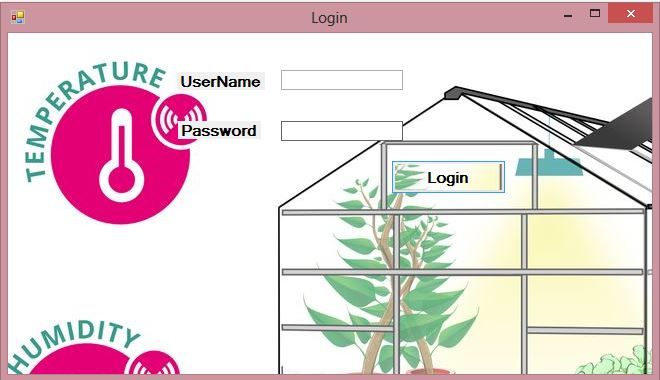 Login
TEMPERATURE
UserName
Password
Login
HUMIDITY